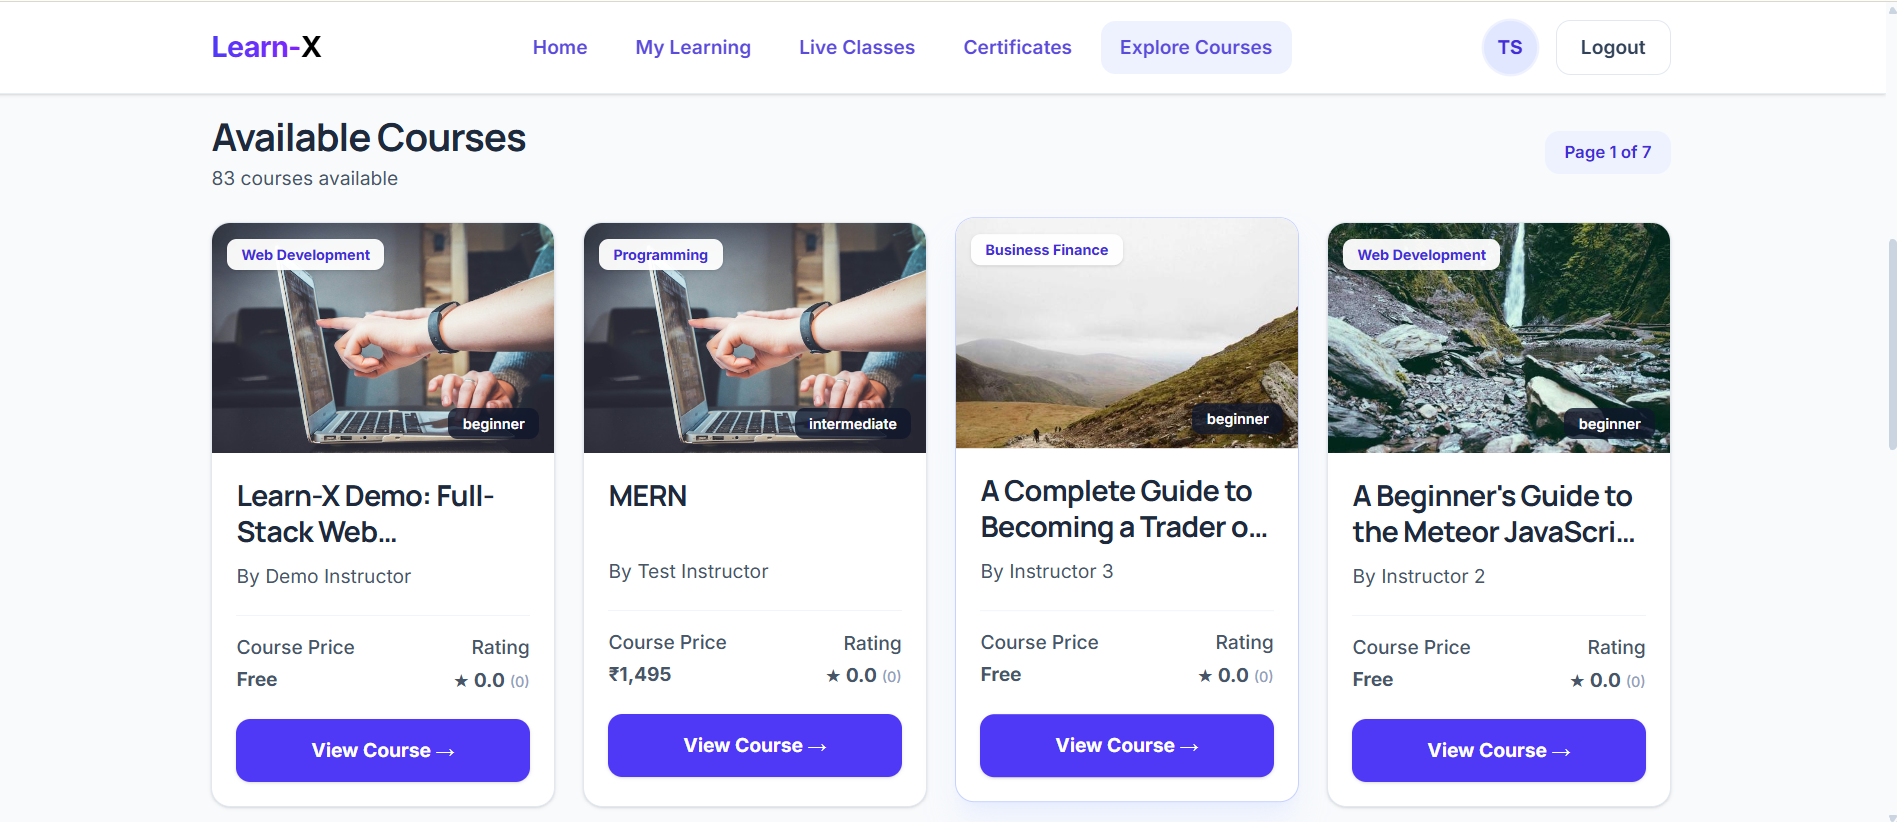 Learn-X
Home
My Learning
Live Classes
Certificates
Explore Courses
TS
Logout
Available Courses
83 courses available
Page 1 of 7
Web Development
beginner
Learn-X Demo: Full-
Stack Web...
By Demo Instructor
Course Price
Rating
Free
★ 0.0 (0)
View Course →
Programming
intermediate
MERN
By Test Instructor
Course Price
Rating
₹1,495
★ 0.0 (0)
View Course →
Business Finance
beginner
A Complete Guide to
Becoming a Trader o...
By Instructor 3
Course Price
Rating
Free
★ 0.0 (0)
View Course →
Web Development
beginner
A Beginner's Guide to
the Meteor JavaScri...
By Instructor 2
Course Price
Rating
Free
★ 0.0 (0)
View Course →